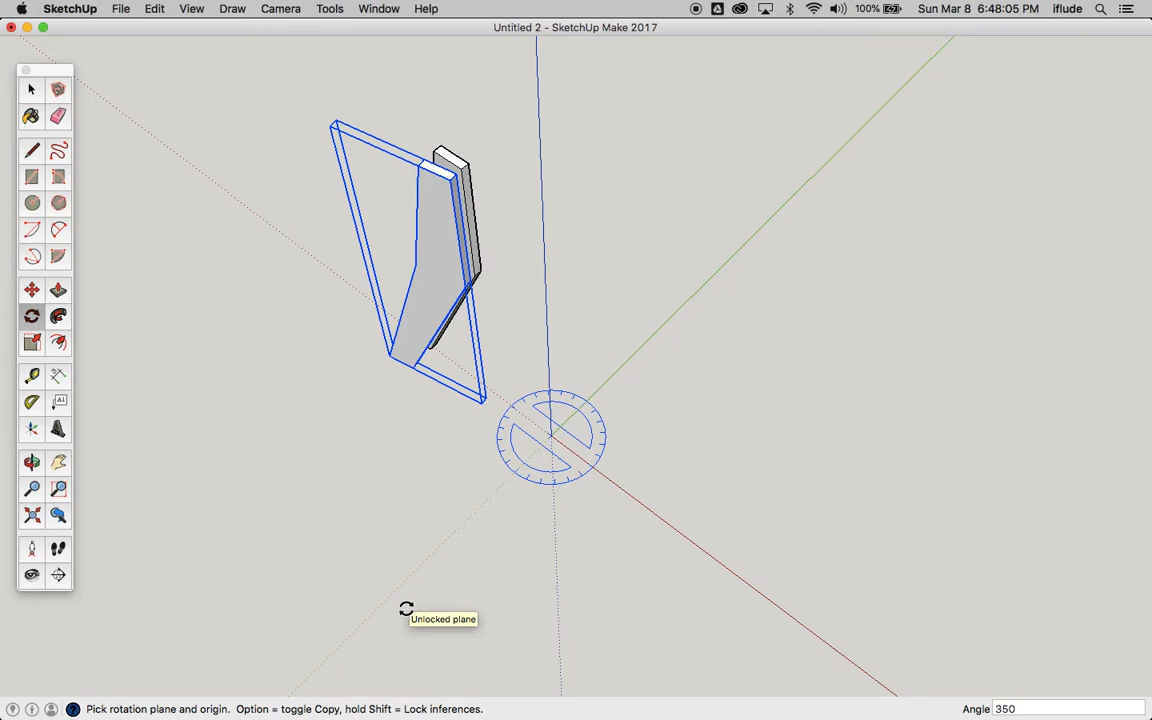 SketchUp File Edit View Draw Camera Tools Window Help 100% Sun Mar 8 6:48:05 PM iflude
Untitled 2 - SketchUp Make 2017
A1
Unlocked plane
? Pick rotation plane and origin. Option = toggle Copy, hold Shift = Lock inferences. Angle 350